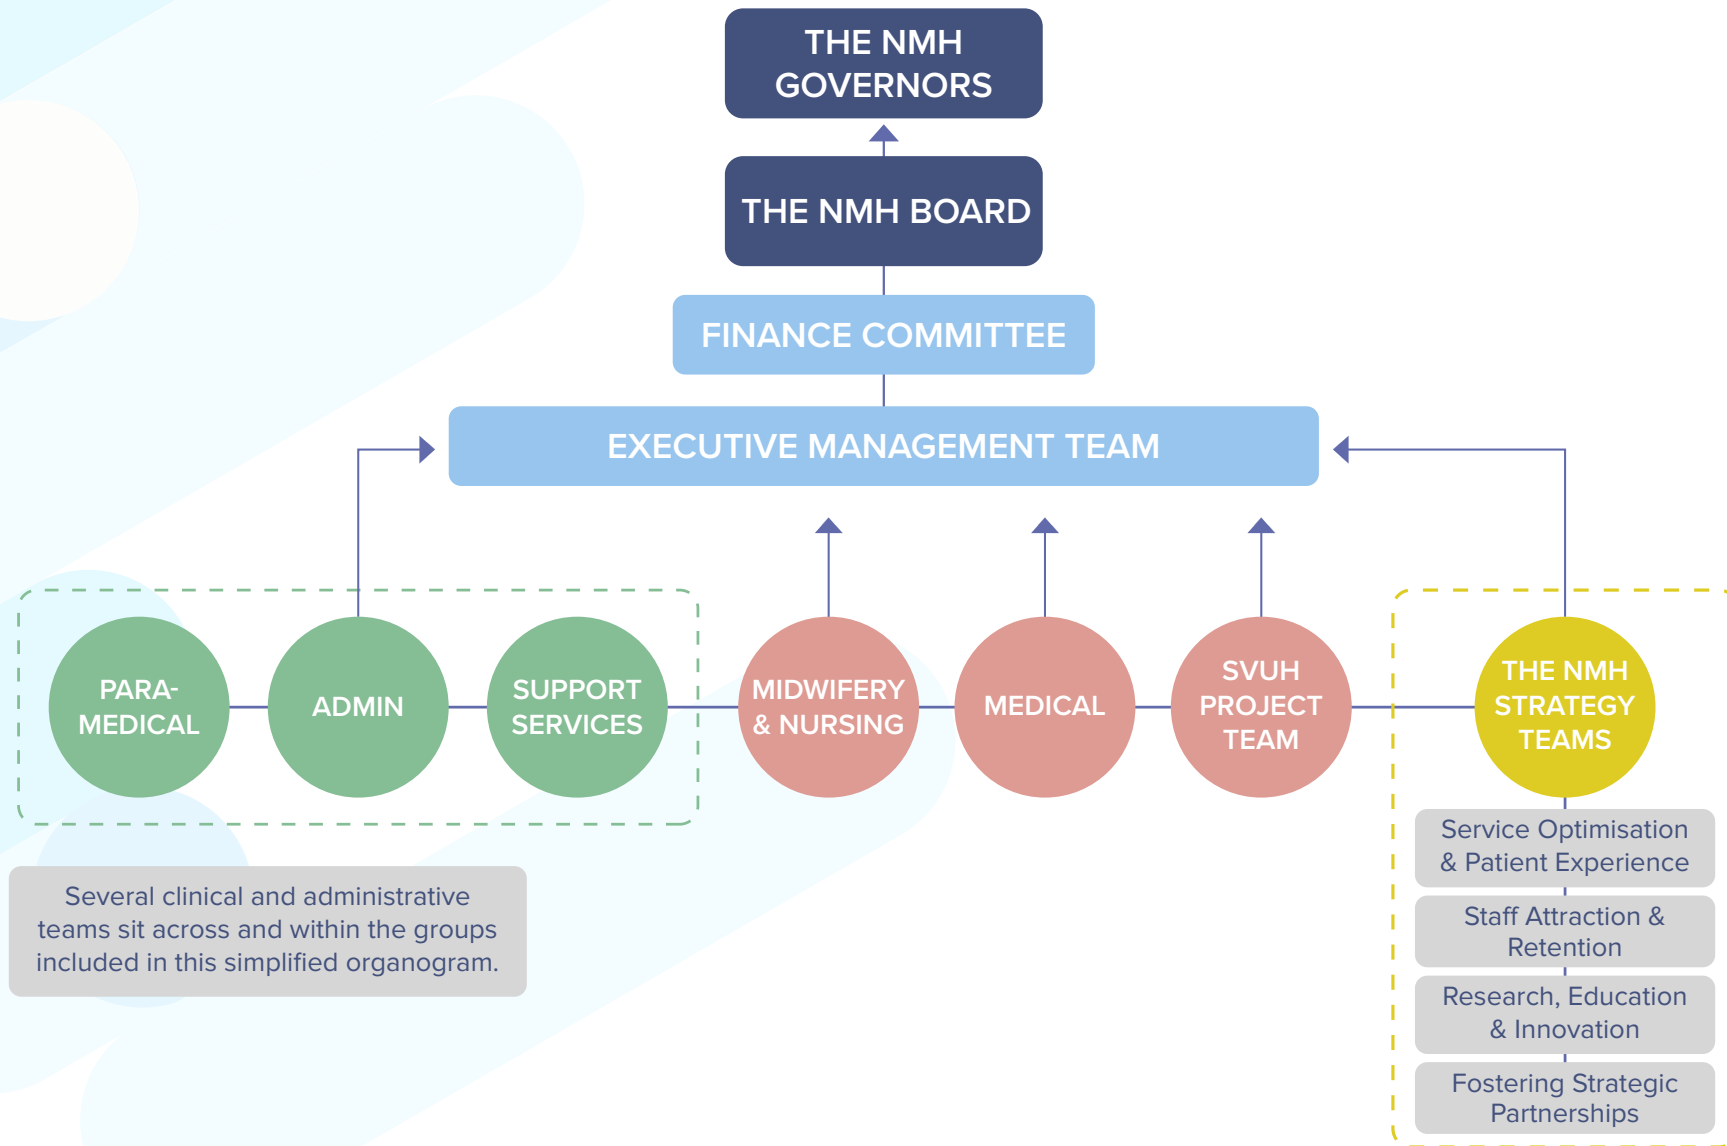 THE NMH
GOVERNORS
THE NMH BOARD
FINANCE COMMITTEE
EXECUTIVE MANAGEMENT TEAM
PARA-
MEDICAL
ADMIN
SUPPORT
SERVICES
MIDWIFERY
& NURSING
MEDICAL
SVUH
PROJECT
TEAM
THE NMH
STRATEGY
TEAMS
Service Optimisation
& Patient Experience
Staff Attraction &
Retention
Research, Education
& Innovation
Fostering Strategic
Partnerships
Several clinical and administrative
teams sit across and within the groups
included in this simplified organogram.